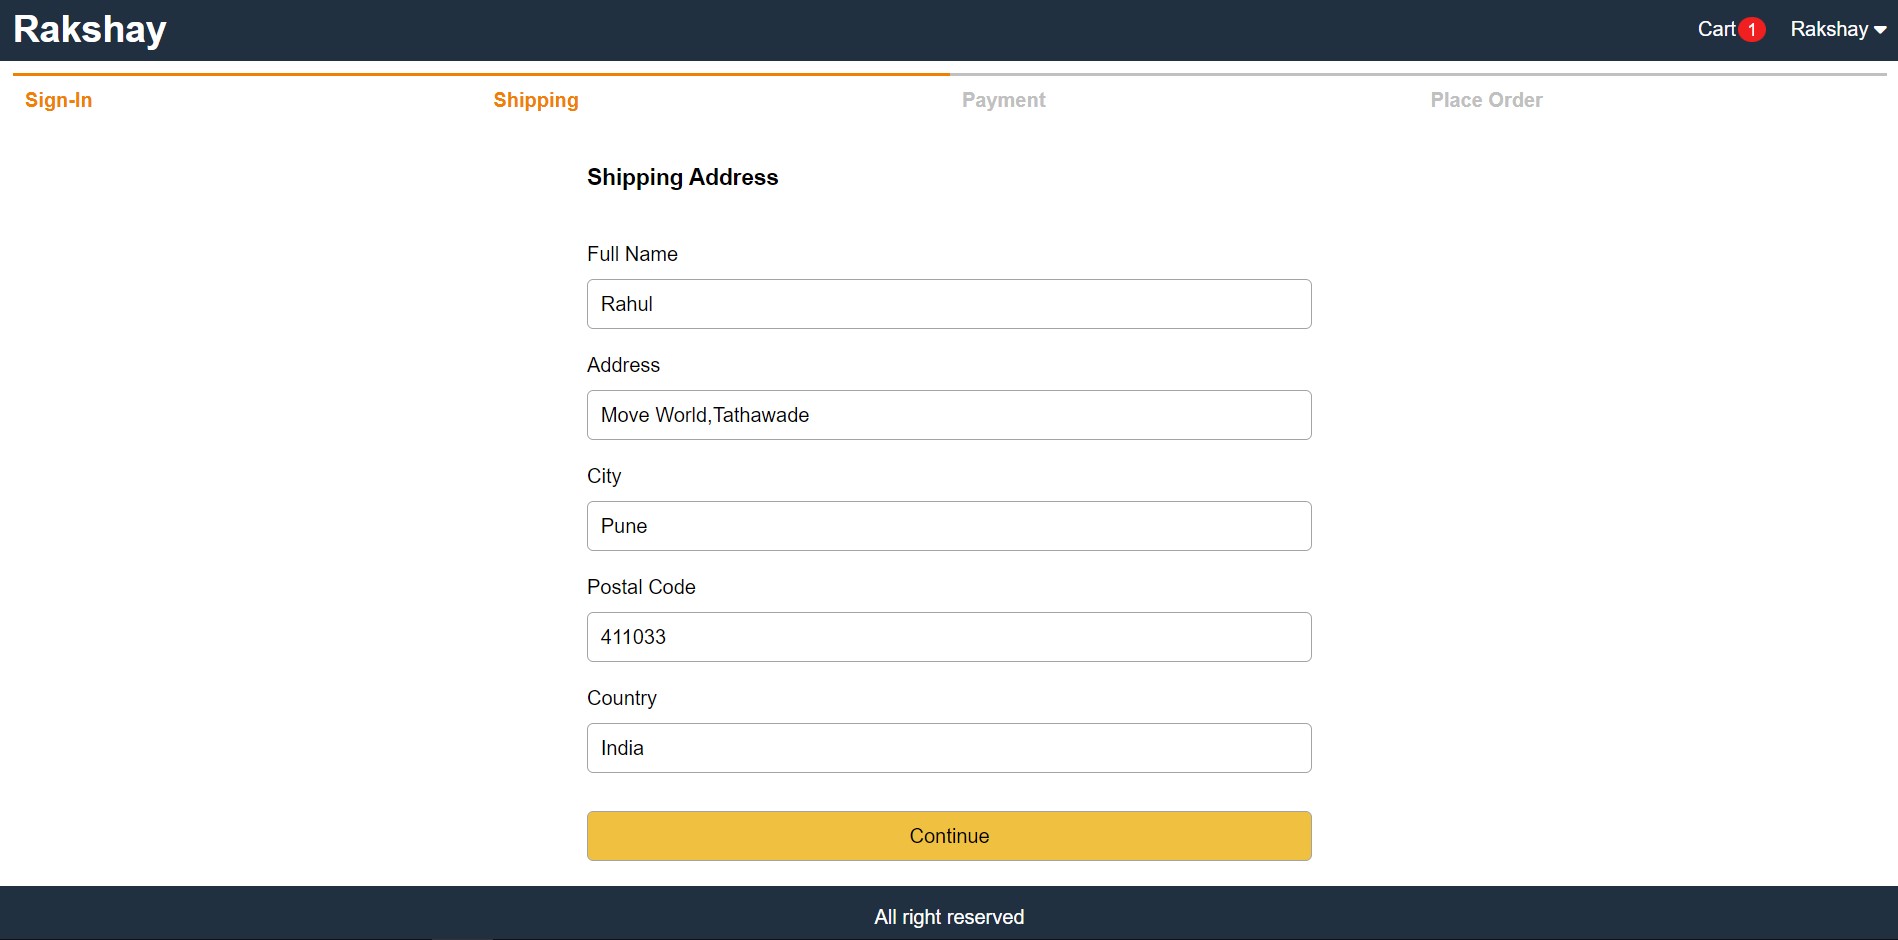 Rakshay
Cart 1 Rakshay
Sign-In Shipping Payment Place Order
Shipping Address
Full Name
Rahul
Address
Move World,Tathawade
City
Pune
Postal Code
411033
Country
India
Continue
All right reserved